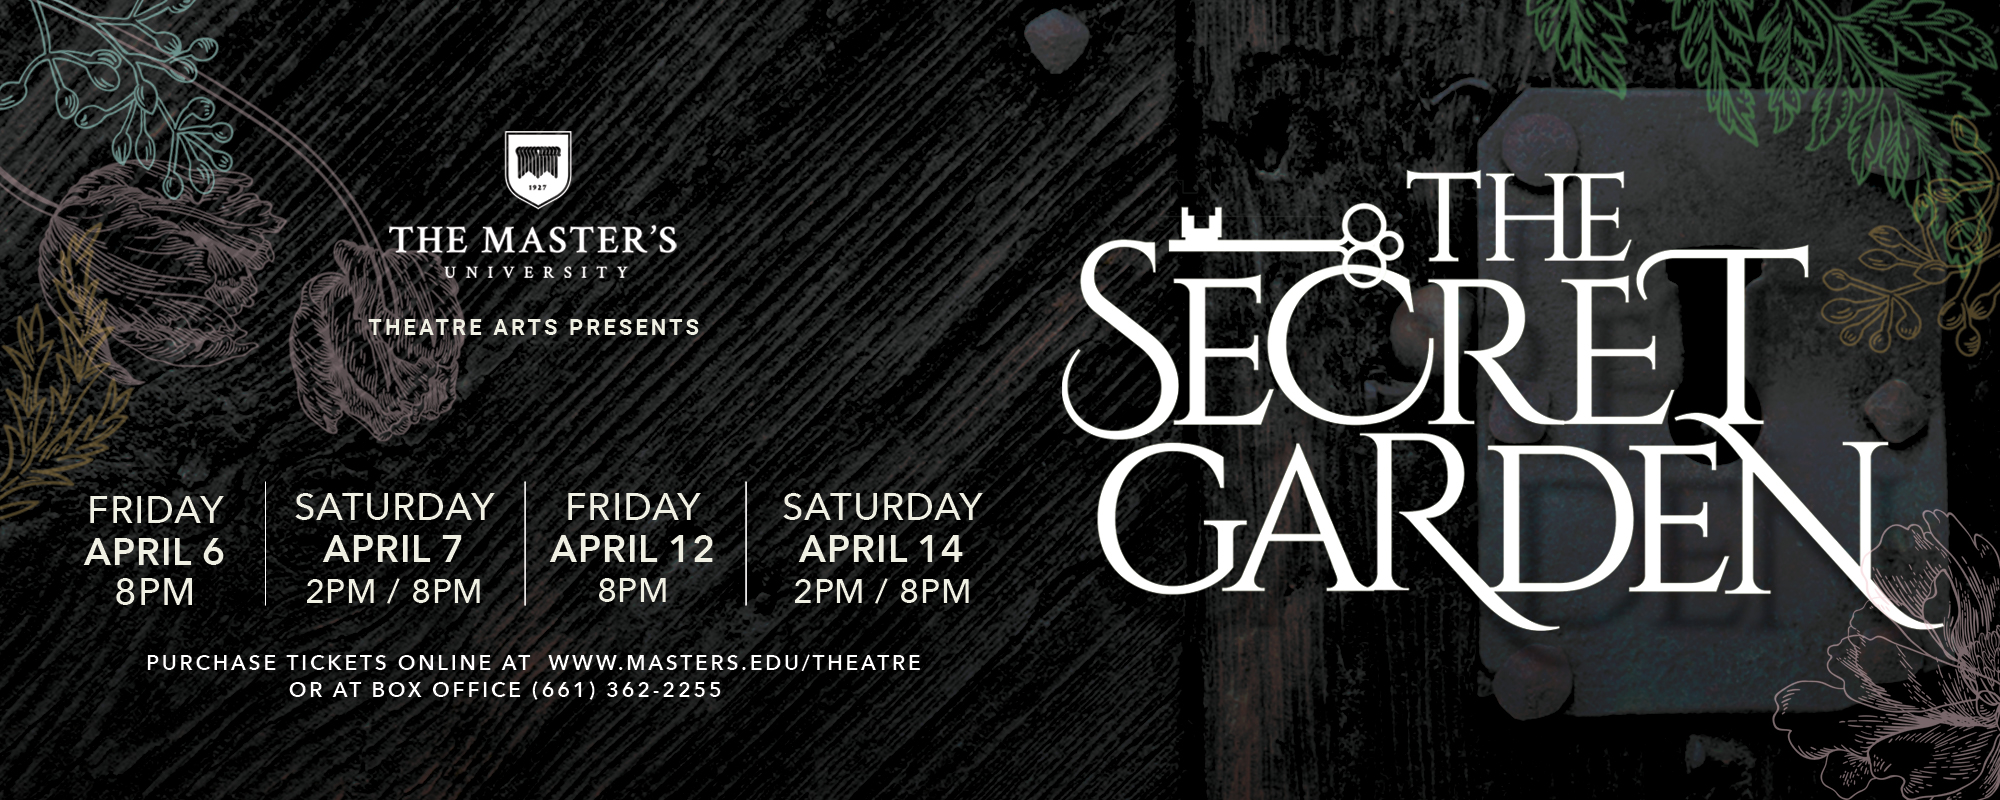 1927
THE MASTER'S
UNIVERSITY
THEATRE ARTS PRESENTS
FRIDAY
APRIL 6
8PM
SATURDAY
APRIL 7
2PM / 8PM
FRIDAY
APRIL 12
8PM
SATURDAY
APRIL 14
2PM / 8PM
PURCHASE TICKETS ONLINE AT WWW.MASTERS.EDU/THEATRE
OR AT BOX OFFICE (661) 362-2255
THE
SECRET
GARDEN